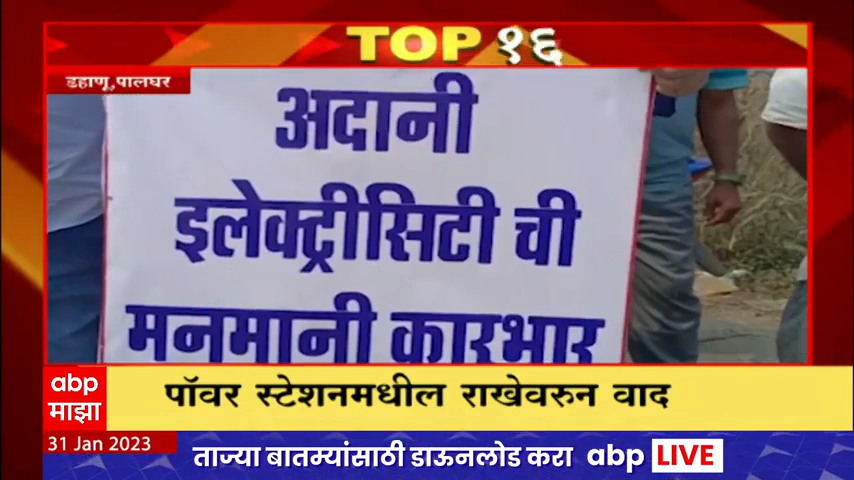 TOP १६
डहाणू,पालघर
अदानी
इलेक्ट्रीसिटी ची
मनमानी कारभार
abp
माझा
पॉवर स्टेशनमधील राखेवरुन वाद
31 Jan 2023
ताज्या बातम्यांसाठी डाऊनलोड करा abp LIVE